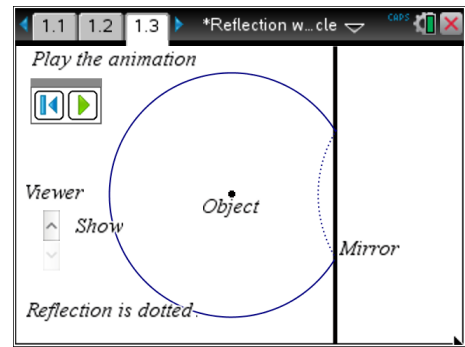 1.1 1.2 1.3 *Reflection w...cle CAPS
Play the animation
Viewer
Object
Show
Mirror
Reflection is dotted.